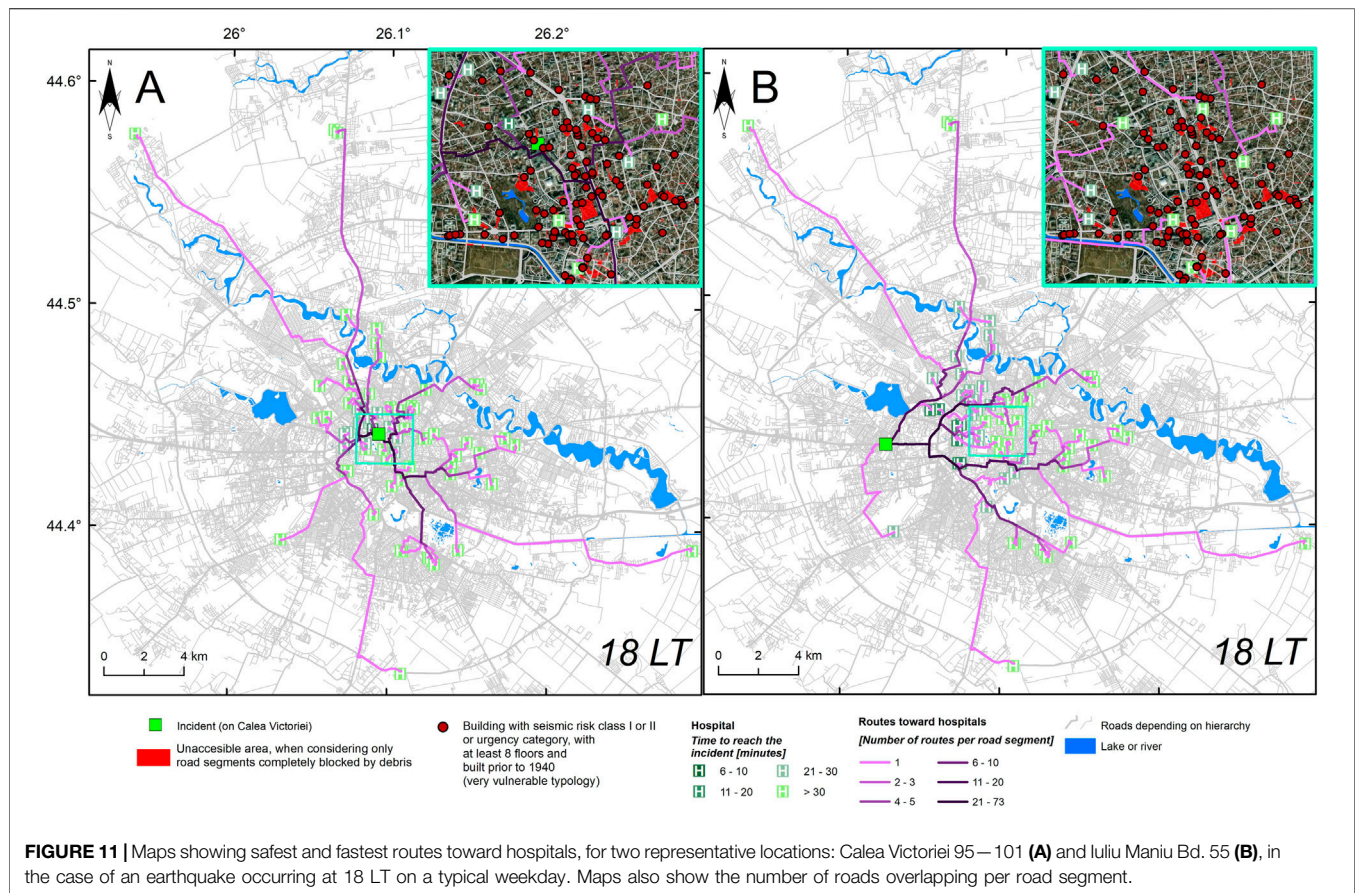 26° 26.1° 26.2°
44.6°
44.5°
44.4°
N
S
A
N
S
B
18 LT
18 LT
0 2 4 km
0 2 4 km
Incident (on Calea Victoriei)
Unaccesible area, when considering only
road segments completely blocked by debris
Building with seismic risk class I or II
or urgency category, with
at least 8 floors and
built prior to 1940
(very vulnerable typology)
Hospital
Time to reach the
incident [minutes]
H 6 - 10 H 21 - 30
H 11 - 20 H > 30
Routes toward hospitals
[Number of routes per road segment]
1 6 - 10
2 - 3 11 - 20
4 - 5 21 - 73
Roads depending on hierarchy
Lake or river
FIGURE 11 | Maps showing safest and fastest routes toward hospitals, for two representative locations: Calea Victoriei 95—101 (A) and Iuliu Maniu Bd. 55 (B), in
the case of an earthquake occurring at 18 LT on a typical weekday. Maps also show the number of roads overlapping per road segment.